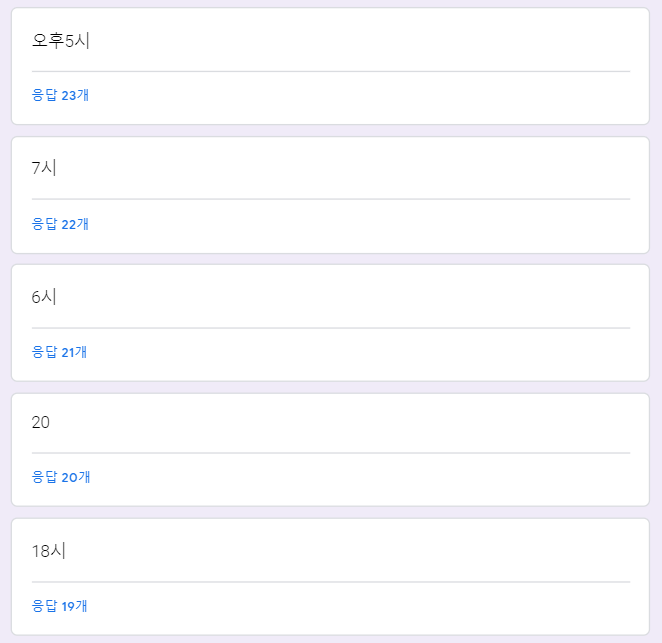 오후5시
응답 23개
7시
응답 22개
6시
응답 21개
20
응답 20개
18시
응답 19개